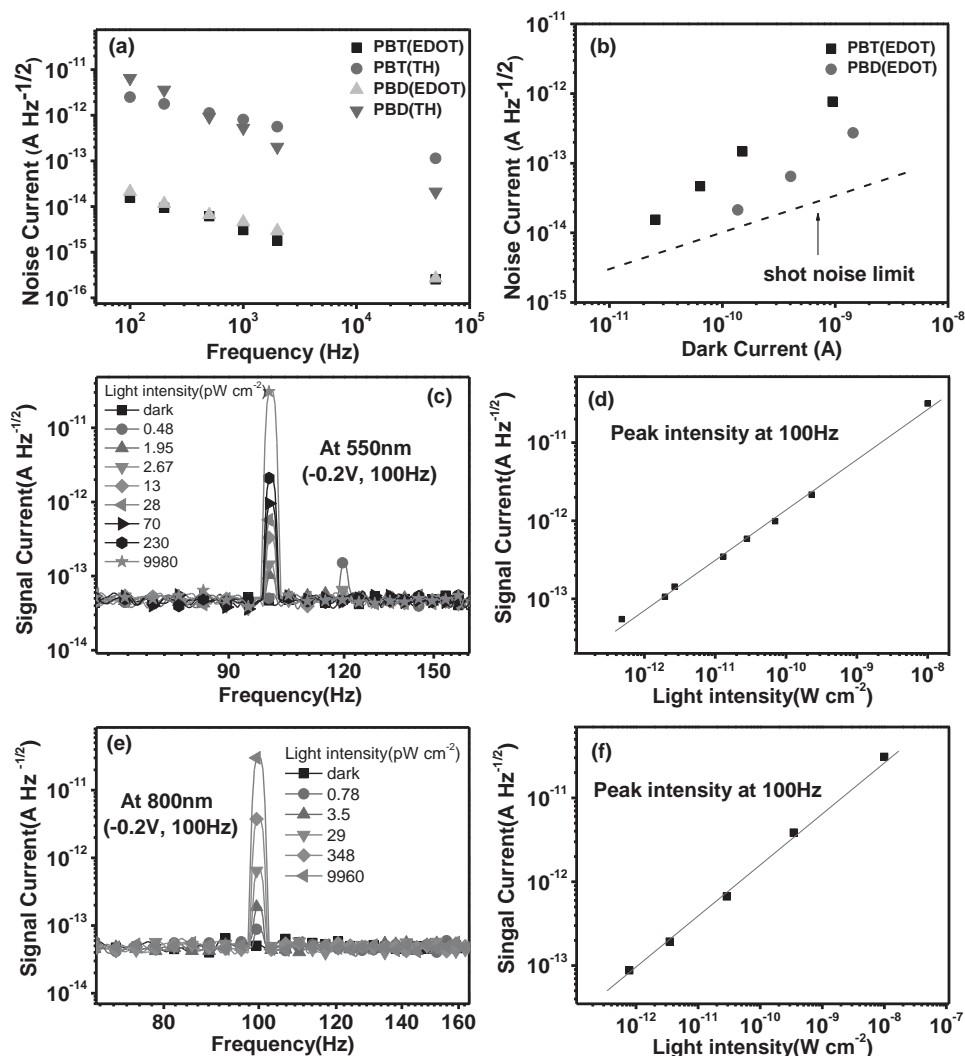 (a)
PBT(EDOT)
PBT(TH)
PBD(EDOT)
PBD(TH)
Noise Current (A Hz^-1/2)
10^-11
10^-12
10^-13
10^-14
10^-15
10^-16
10^2 10^3 10^4 10^5
Frequency (Hz)
(b)
PBT(EDOT)
PBD(EDOT)
Noise Current (A Hz^-1/2)
10^-11
10^-12
10^-13
10^-14
10^-15
shot noise limit
10^-11 10^-10 10^-9 10^-8
Dark Current (A)
(c)
Light intensity(pW cm^-2)
dark
0.48
1.95
2.67
13
28
70
230
9980
At 550nm
(-0.2V, 100Hz)
Signal Current(A Hz^-1/2)
10^-11
10^-12
10^-13
10^-14
90 120 150
Frequency(Hz)
(d)
Peak intensity at 100Hz
Signal Current(A Hz^-1/2)
10^-11
10^-12
10^-13
10^-12 10^-11 10^-10 10^-9 10^-8
Light intensity(W cm^-2)
(e)
Light intensity(pW cm^-2)
dark
0.78
3.5
29
348
9960
At 800nm
(-0.2V, 100Hz)
Signal Current(A Hz^-1/2)
10^-11
10^-12
10^-13
10^-14
80 100 120 140 160
Frequency(Hz)
(f)
Peak intensity at 100Hz
Singal Current(A Hz^-1/2)
10^-11
10^-12
10^-13
10^-12 10^-11 10^-10 10^-9 10^-8 10^-7
Light intensity(W cm^-2)